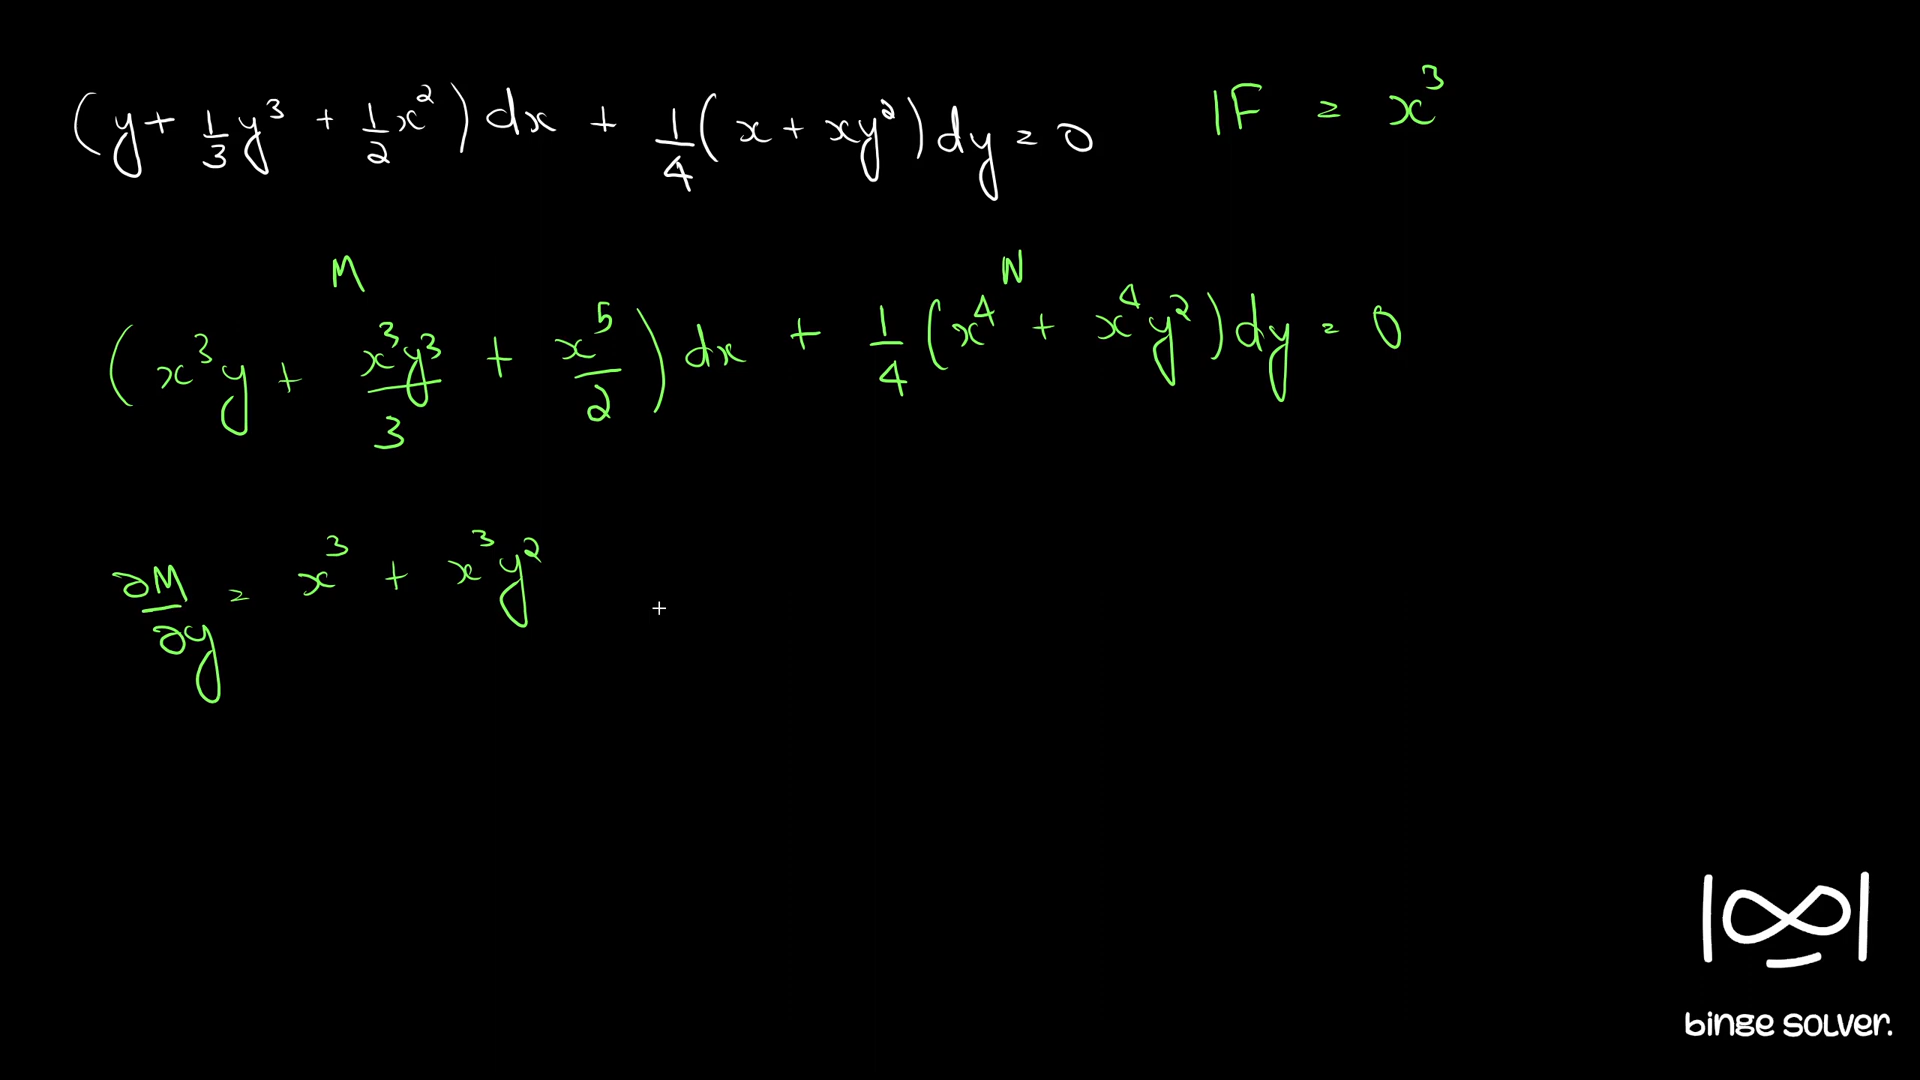 (y + 1/3 y³ + 1/2 x²) dx + 1/4 (x + xy²) dy = 0   IF = x³
M   N
(x³y + x³y³/3 + x⁵/2) dx + 1/4 (x⁴ + x⁴y²) dy = 0
∂M/∂y = x³ + x³y²
binge solver.